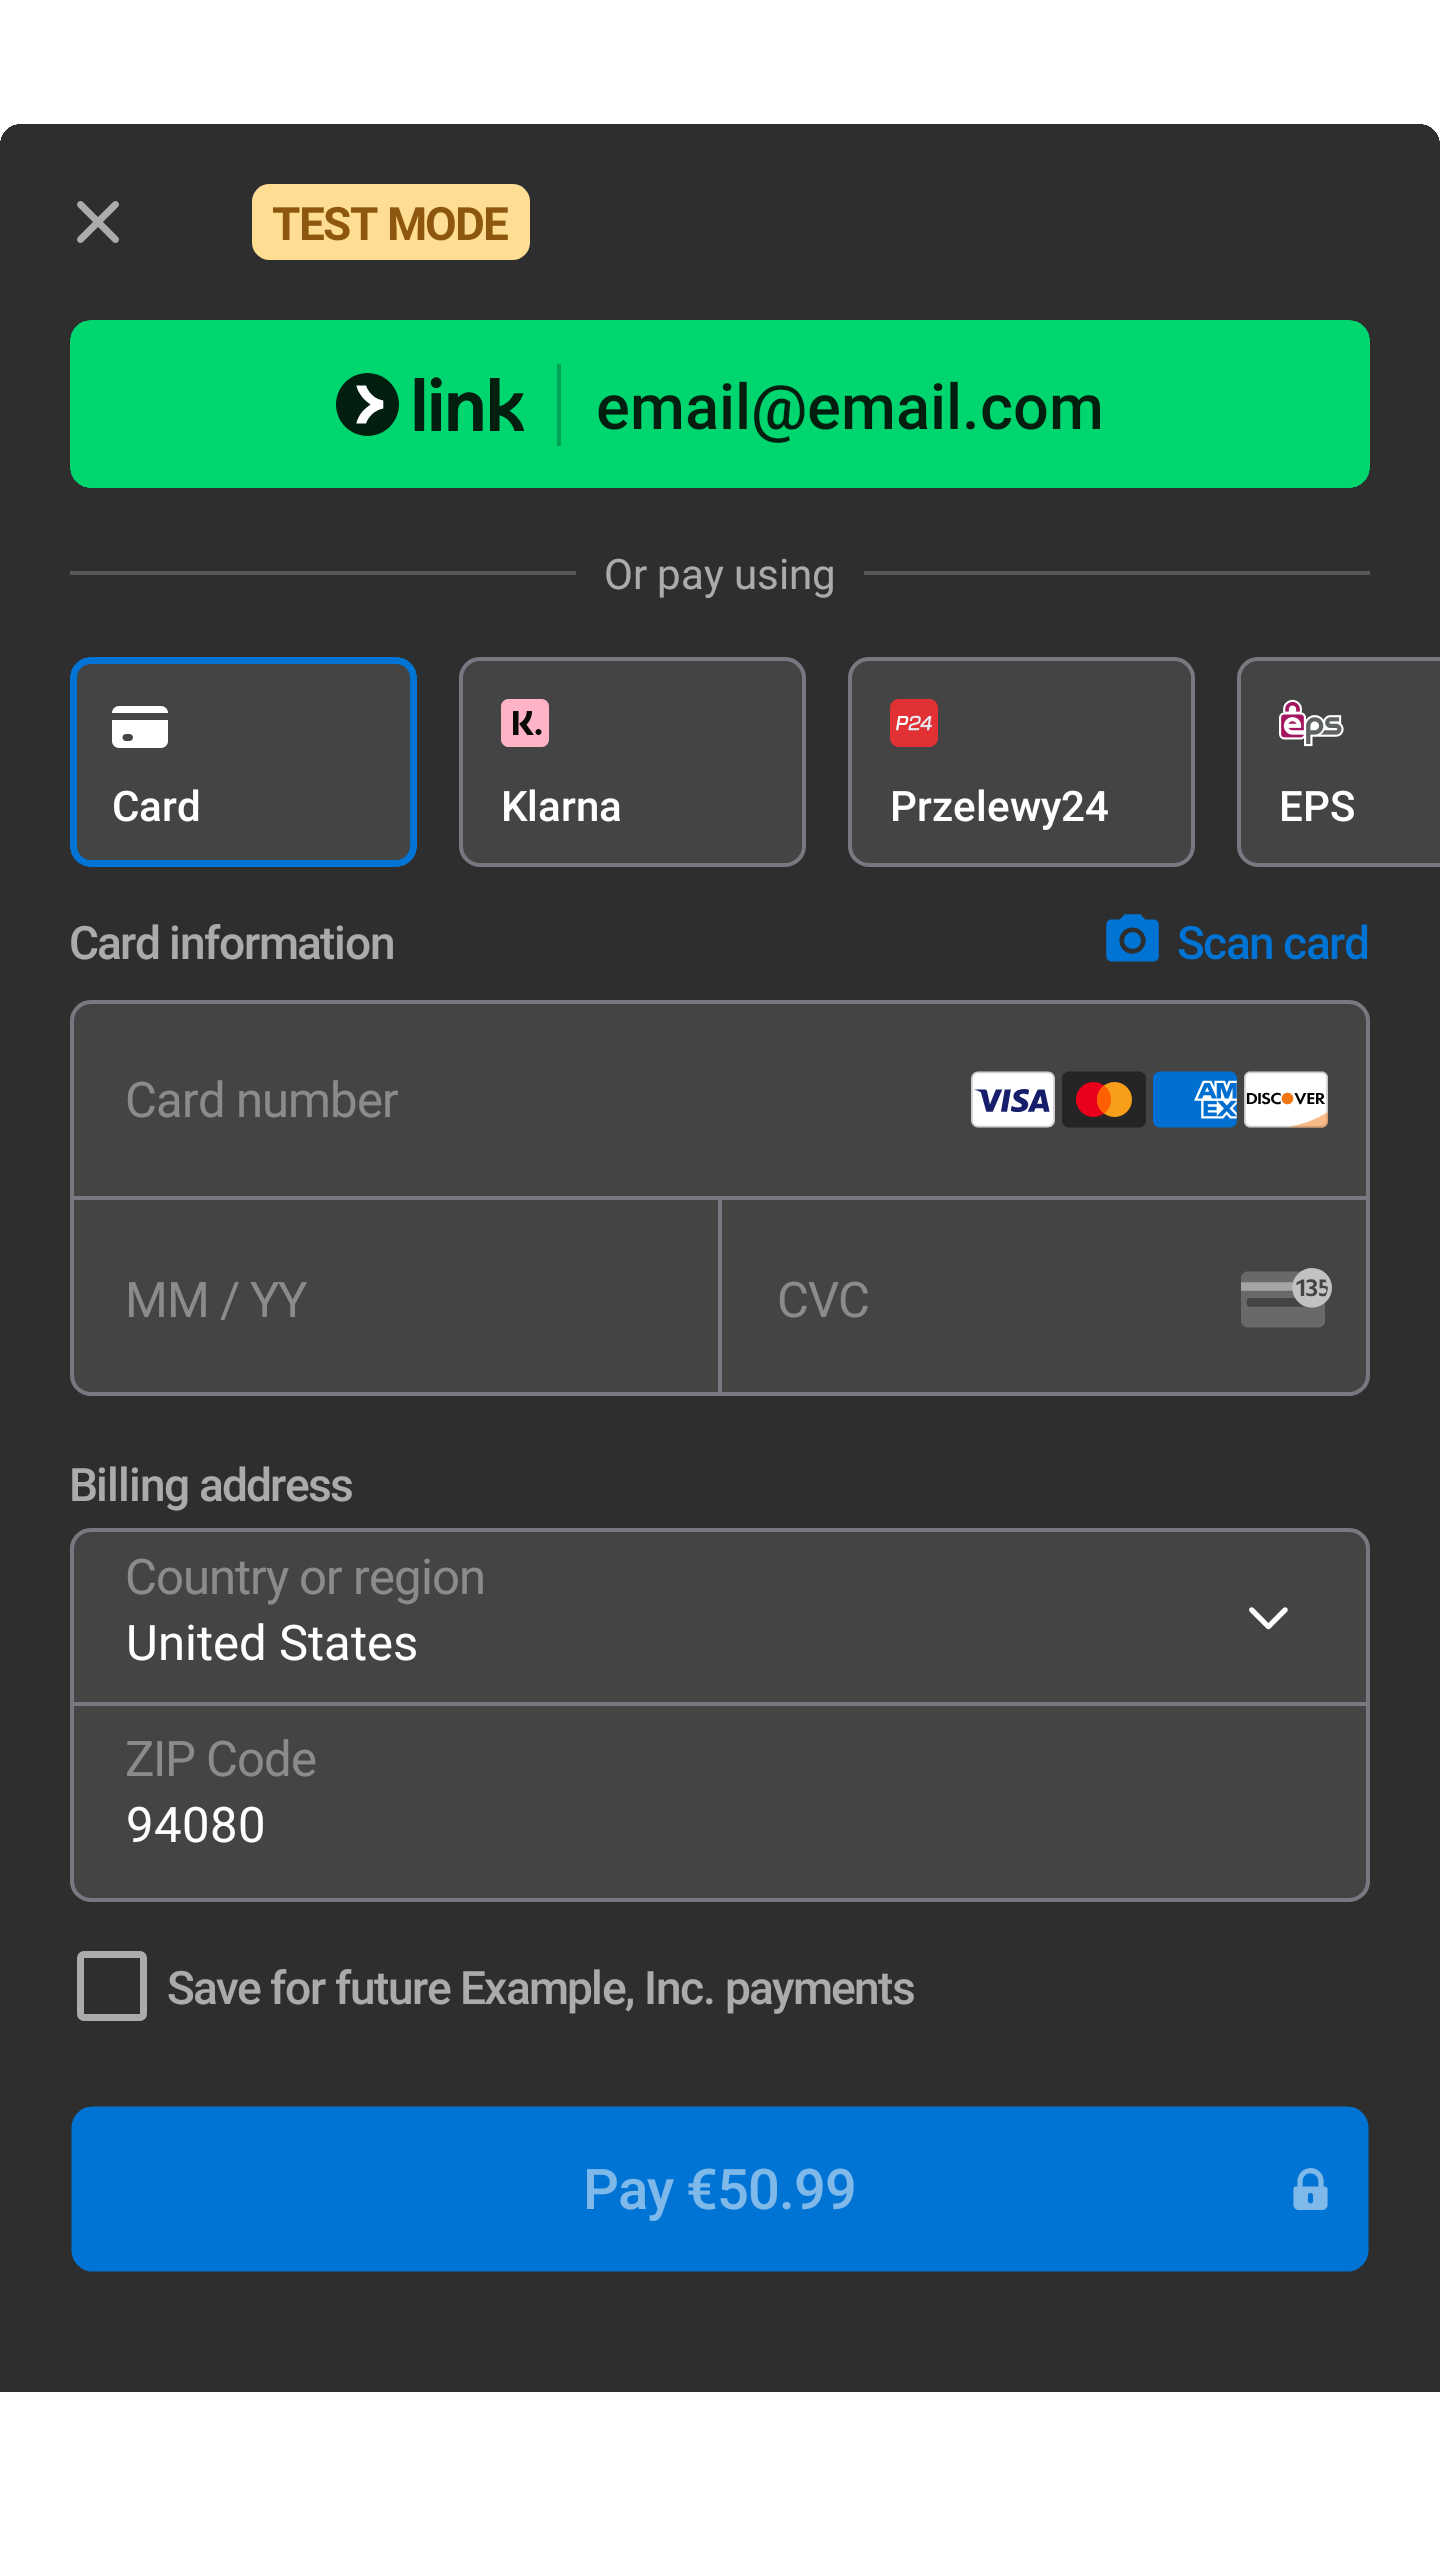 TEST MODE
link email@email.com
Or pay using
K. P24 eps
Card Klarna Przelewy24 EPS
Card information Scan card
Card number VISA AM EX DISCOVER
MM / YY CVC 135
Billing address
Country or region
United States
ZIP Code
94080
Save for future Example, Inc. payments
Pay €50.99